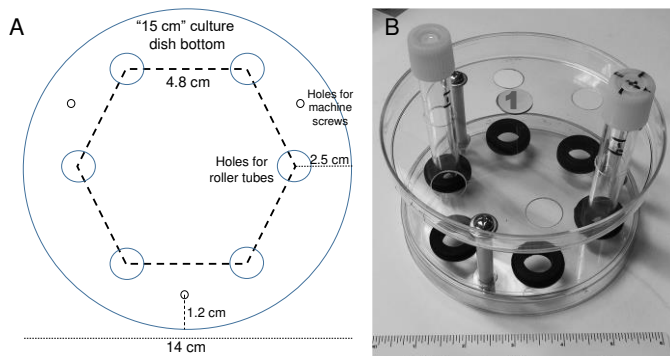 A
"15 cm" culture
dish bottom
4.8 cm
Holes for
machine
screws
Holes for
roller tubes
2.5 cm
1.2 cm
14 cm
B
1